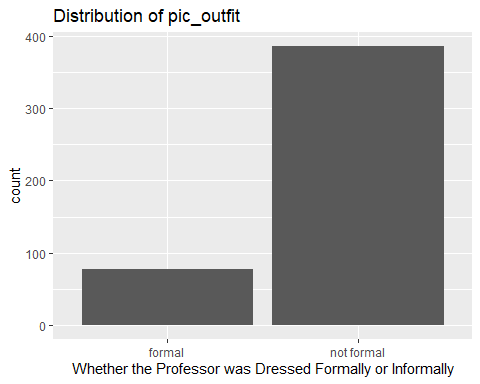 Distribution of pic_outfit
400
300
200
100
0
count
formal
not formal
Whether the Professor was Dressed Formally or Informally